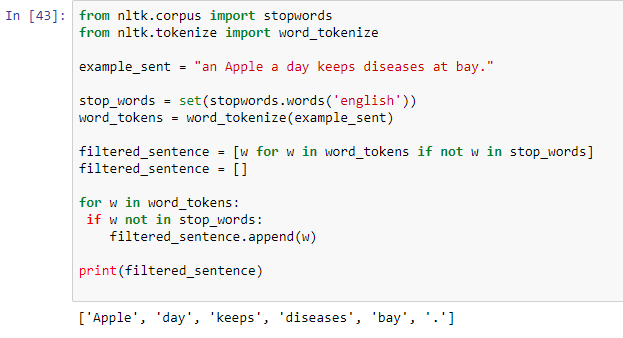 In [43]: from nltk.corpus import stopwords
from nltk.tokenize import word_tokenize
example_sent = "an Apple a day keeps diseases at bay."
stop_words = set(stopwords.words('english'))
word_tokens = word_tokenize(example_sent)
filtered_sentence = [w for w in word_tokens if not w in stop_words]
filtered_sentence = []
for w in word_tokens:
 if w not in stop_words:
    filtered_sentence.append(w)
print(filtered_sentence)
['Apple', 'day', 'keeps', 'diseases', 'bay', '.']